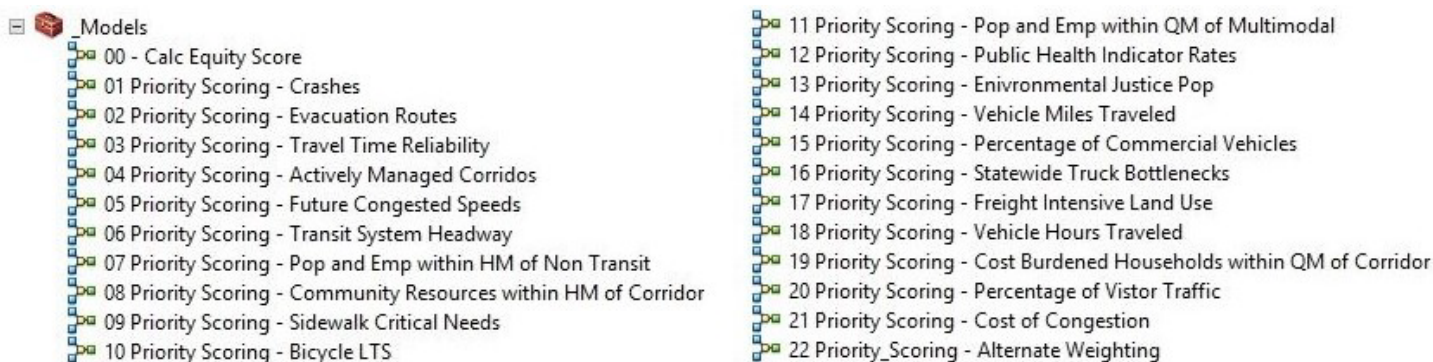 _Models
00 - Calc Equity Score
01 Priority Scoring - Crashes
02 Priority Scoring - Evacuation Routes
03 Priority Scoring - Travel Time Reliability
04 Priority Scoring - Actively Managed Corridos
05 Priority Scoring - Future Congested Speeds
06 Priority Scoring - Transit System Headway
07 Priority Scoring - Pop and Emp within HM of Non Transit
08 Priority Scoring - Community Resources within HM of Corridor
09 Priority Scoring - Sidewalk Critical Needs
10 Priority Scoring - Bicycle LTS
11 Priority Scoring - Pop and Emp within QM of Multimodal
12 Priority Scoring - Public Health Indicator Rates
13 Priority Scoring - Enivronmental Justice Pop
14 Priority Scoring - Vehicle Miles Traveled
15 Priority Scoring - Percentage of Commercial Vehicles
16 Priority Scoring - Statewide Truck Bottlenecks
17 Priority Scoring - Freight Intensive Land Use
18 Priority Scoring - Vehicle Hours Traveled
19 Priority Scoring - Cost Burdened Households within QM of Corridor
20 Priority Scoring - Percentage of Vistor Traffic
21 Priority Scoring - Cost of Congestion
22 Priority_Scoring - Alternate Weighting